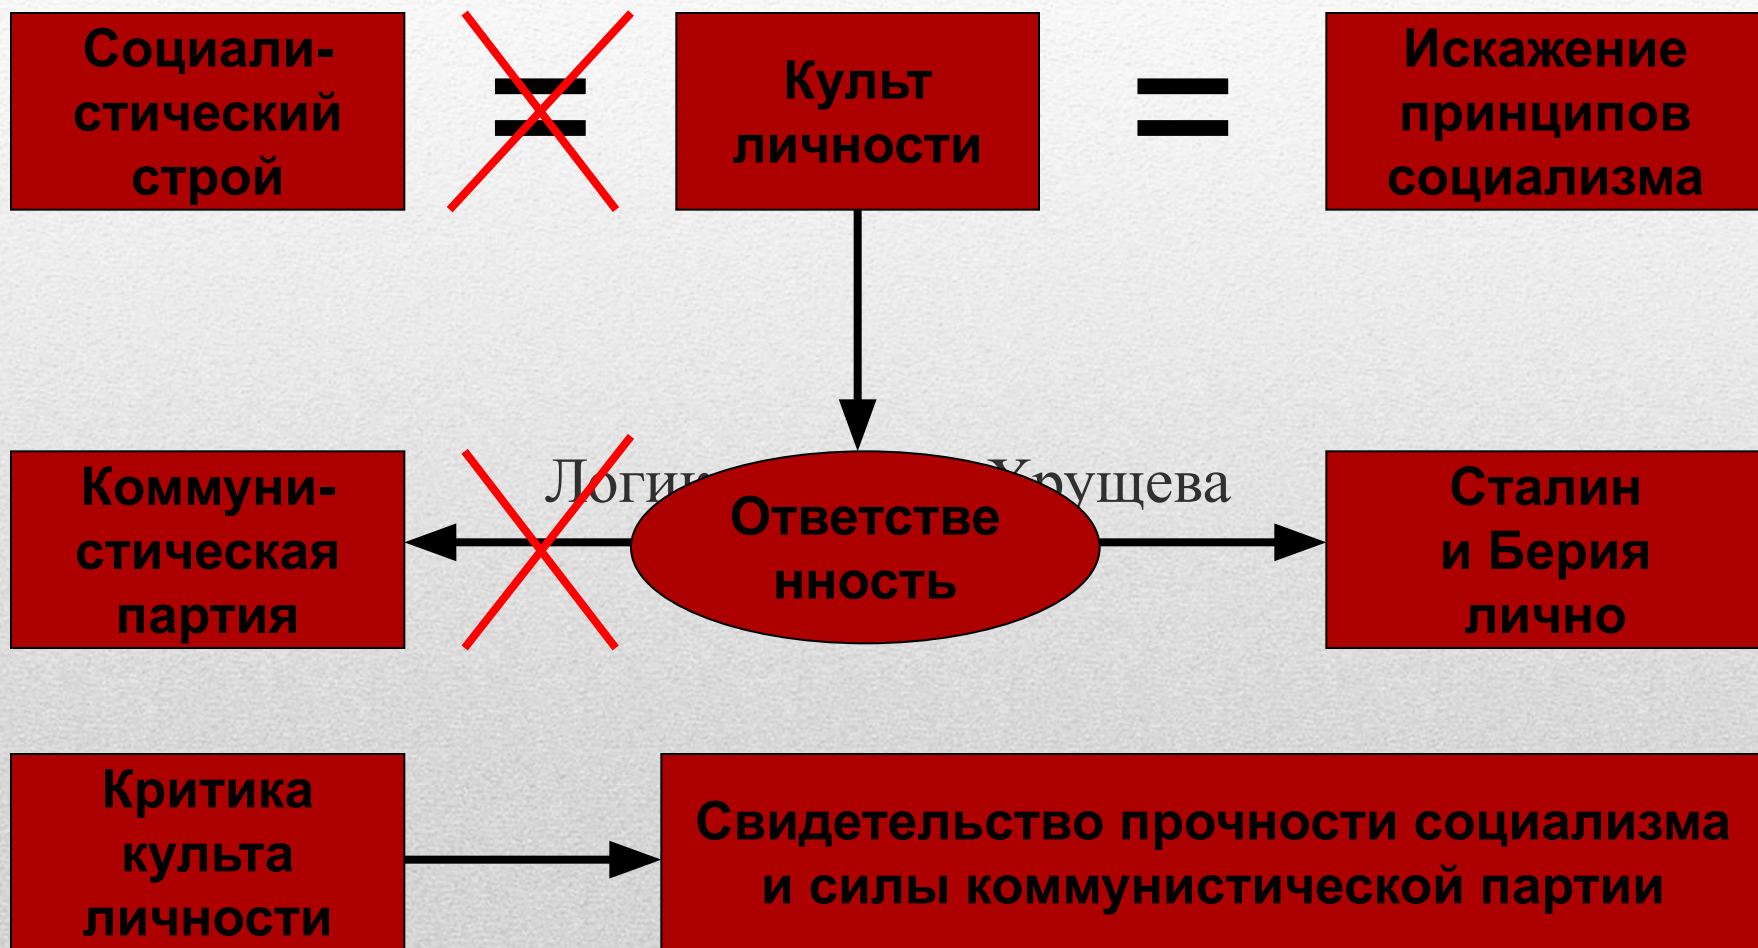 Социали-
стический
строй
=
Культ
личности
=
Искажение
принципов
социализма
Коммуни-
стическая
партия
Ответстве
нность
Сталин
и Берия
лично
Критика
культа
личности
Свидетельство прочности социализма
и силы коммунистической партии